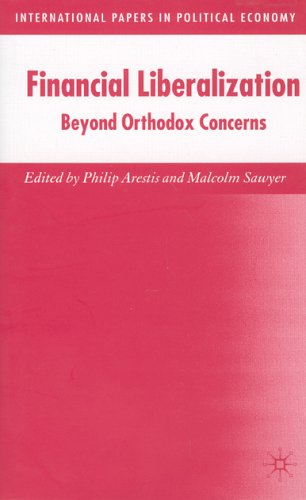 INTERNATIONAL PAPERS IN POLITICAL ECONOMY
Financial Liberalization
Beyond Orthodox Concerns
Edited by Philip Arestis and Malcolm Sawyer